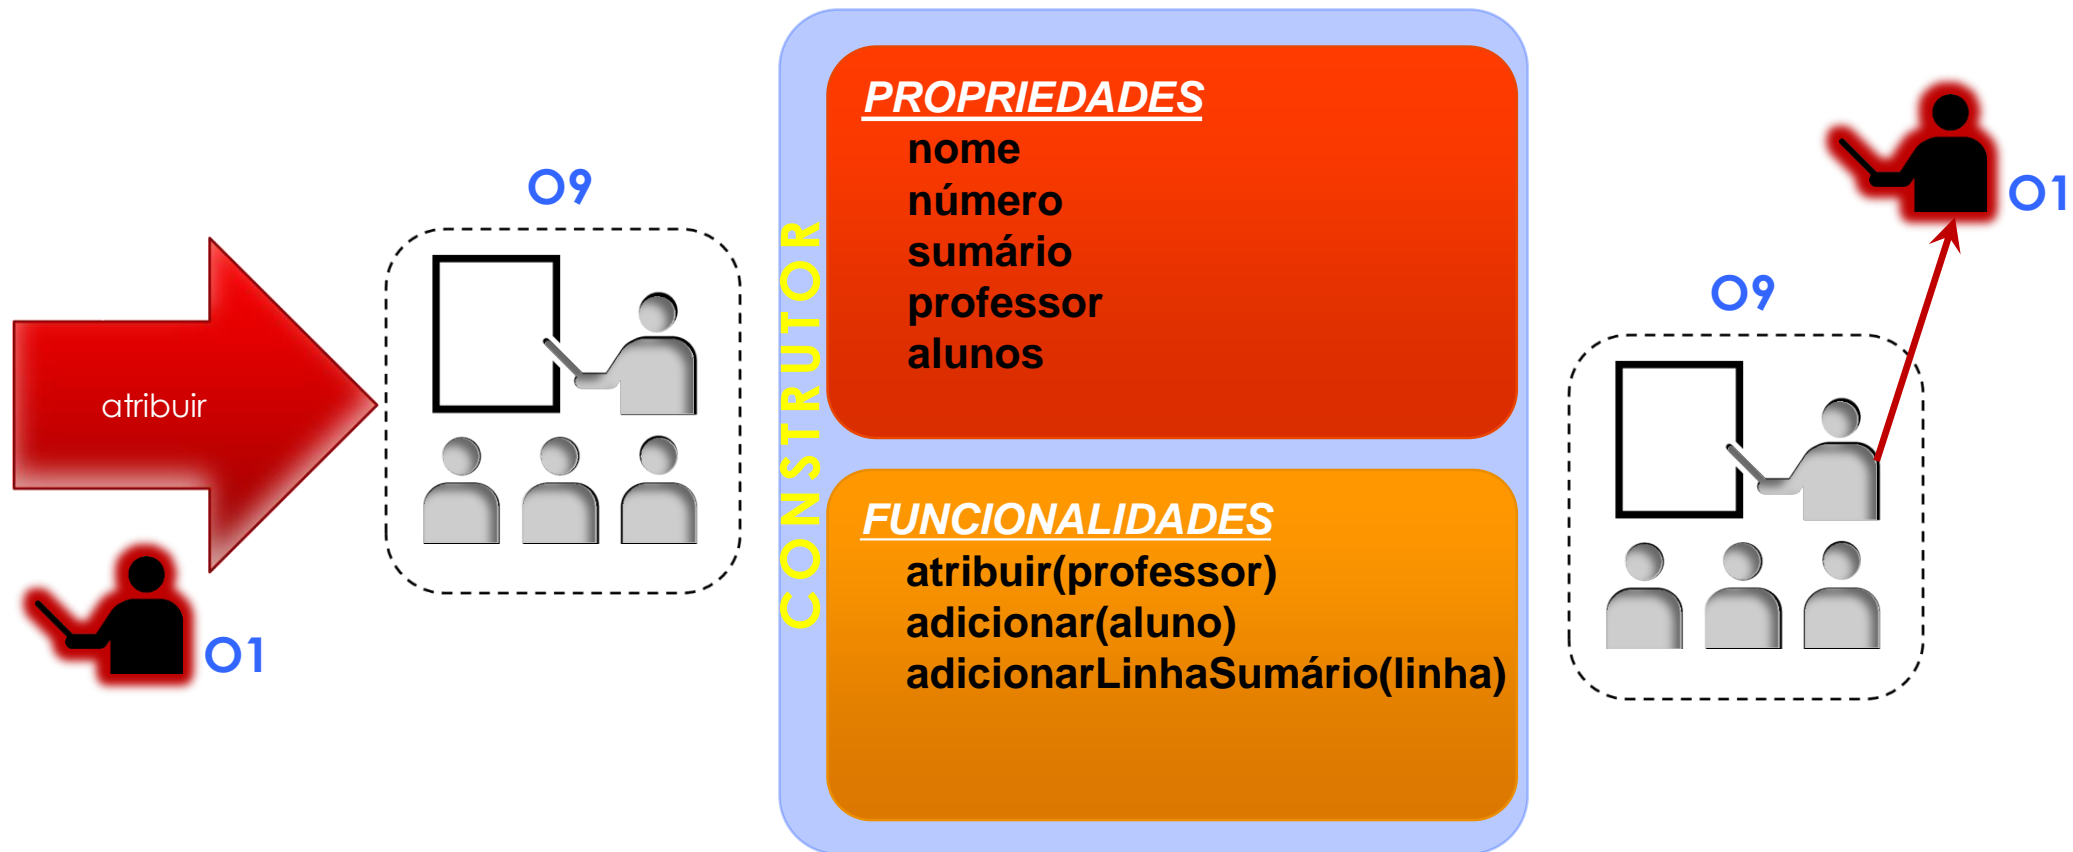 atribuir
O1
O9
CONSTRUTOR
PROPRIEDADES
nome
número
sumário
professor
alunos
FUNCIONALIDADES
atribuir(professor)
adicionar(aluno)
adicionarLinhaSumário(linha)
O9
O1